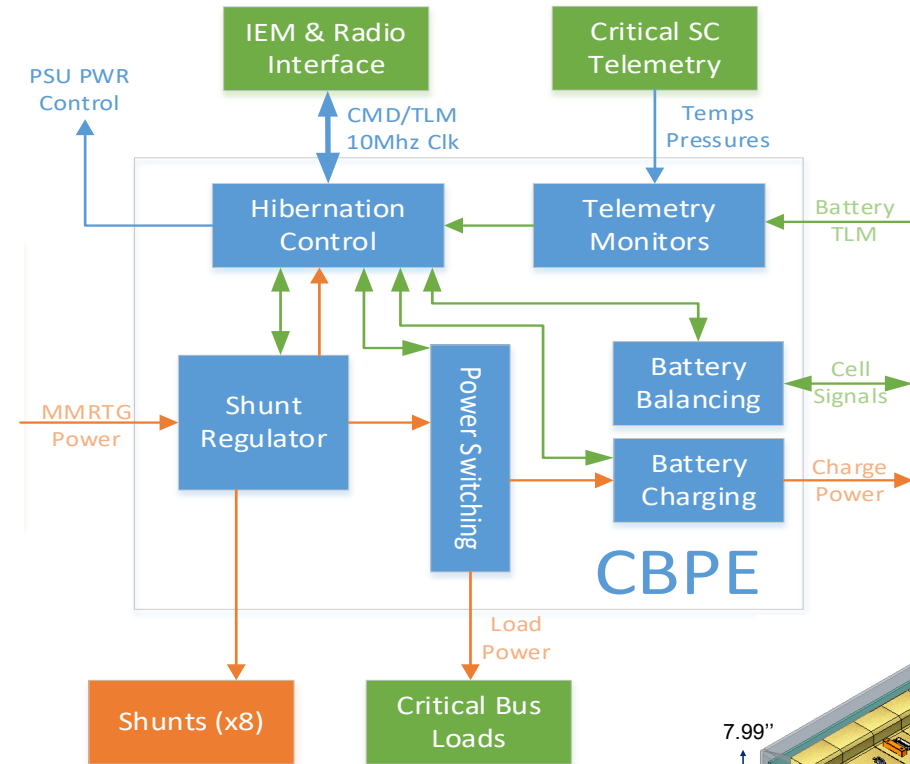 IEM & Radio
Interface
Critical SC
Telemetry
PSU PWR
Control
CMD/TLM
10Mhz Clk
Temps
Pressures
Hibernation
Control
Telemetry
Monitors
Battery
TLM
MMRTG
Power
Shunt
Regulator
Power Switching
Battery
Balancing
Cell
Signals
Battery
Charging
Charge
Power
CBPE
Load
Power
Shunts (x8)
Critical Bus
Loads
7.99’’